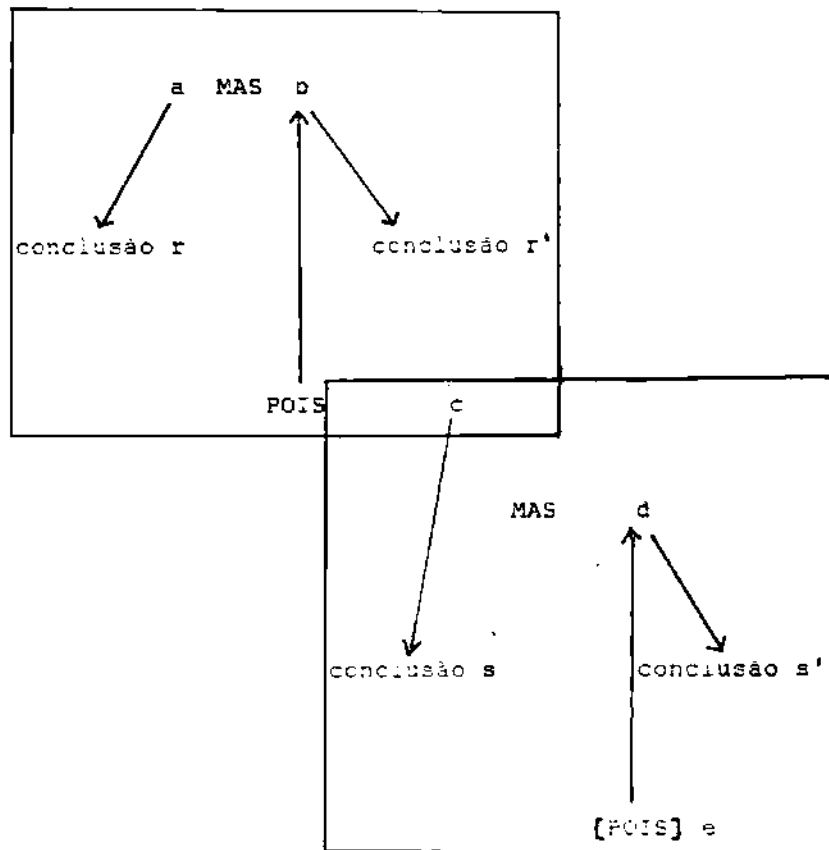 a MAS b
conclusão r conclusão r'
POIS c
MAS d
conclusão s conclusão s'
[POIS] e